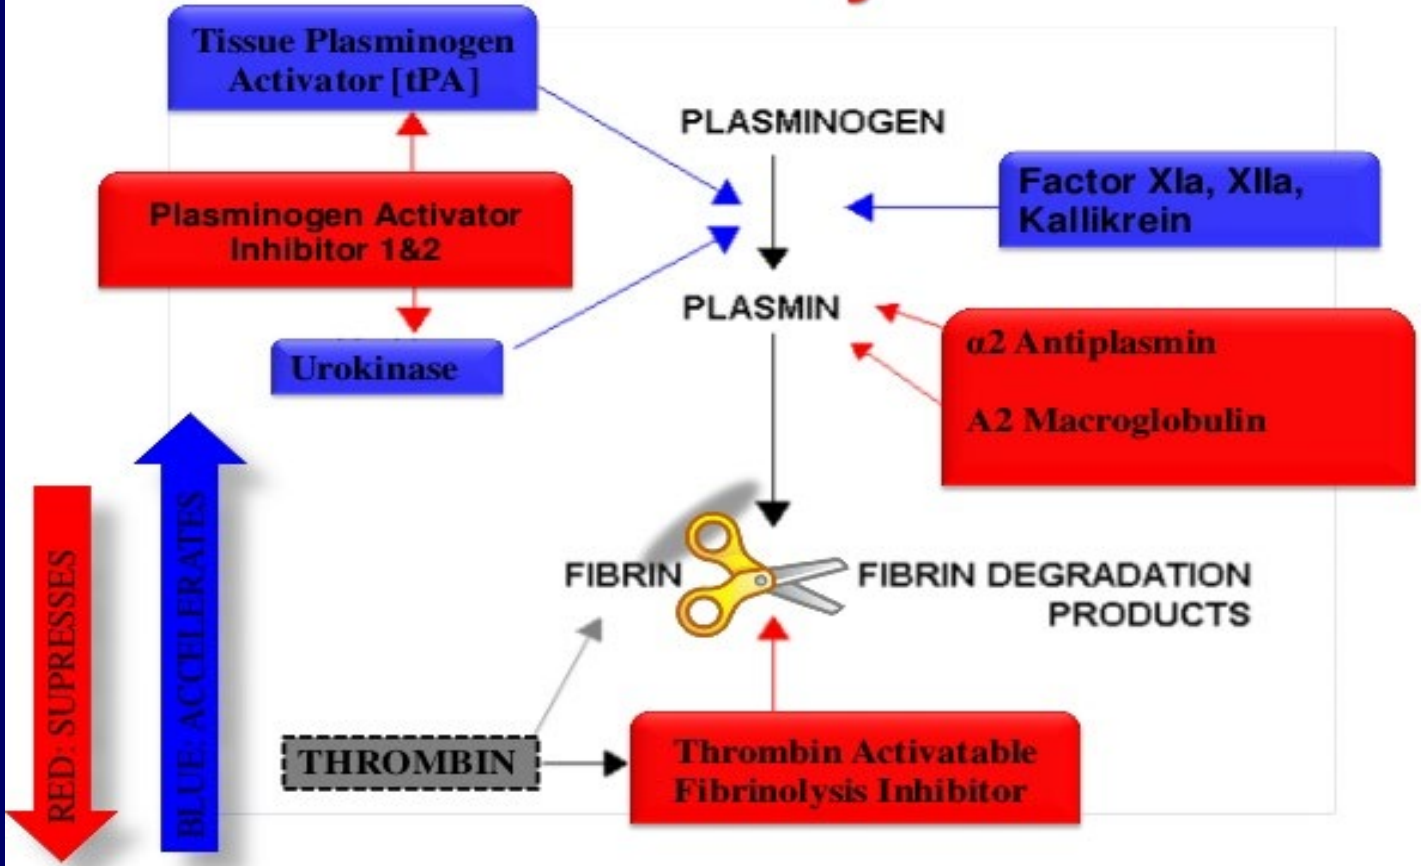 Tissue Plasminogen
Activator [tPA]
PLASMINOGEN
Factor XIa, XIIa,
Kallikrein
Plasminogen Activator
Inhibitor 1&2
PLASMIN
α2 Antiplasmin
Urokinase
A2 Macroglobulin
RED: SUPRESSES
BLUE: ACCELERATES
FIBRIN
FIBRIN DEGRADATION
PRODUCTS
THROMBIN
Thrombin Activatable
Fibrinolysis Inhibitor